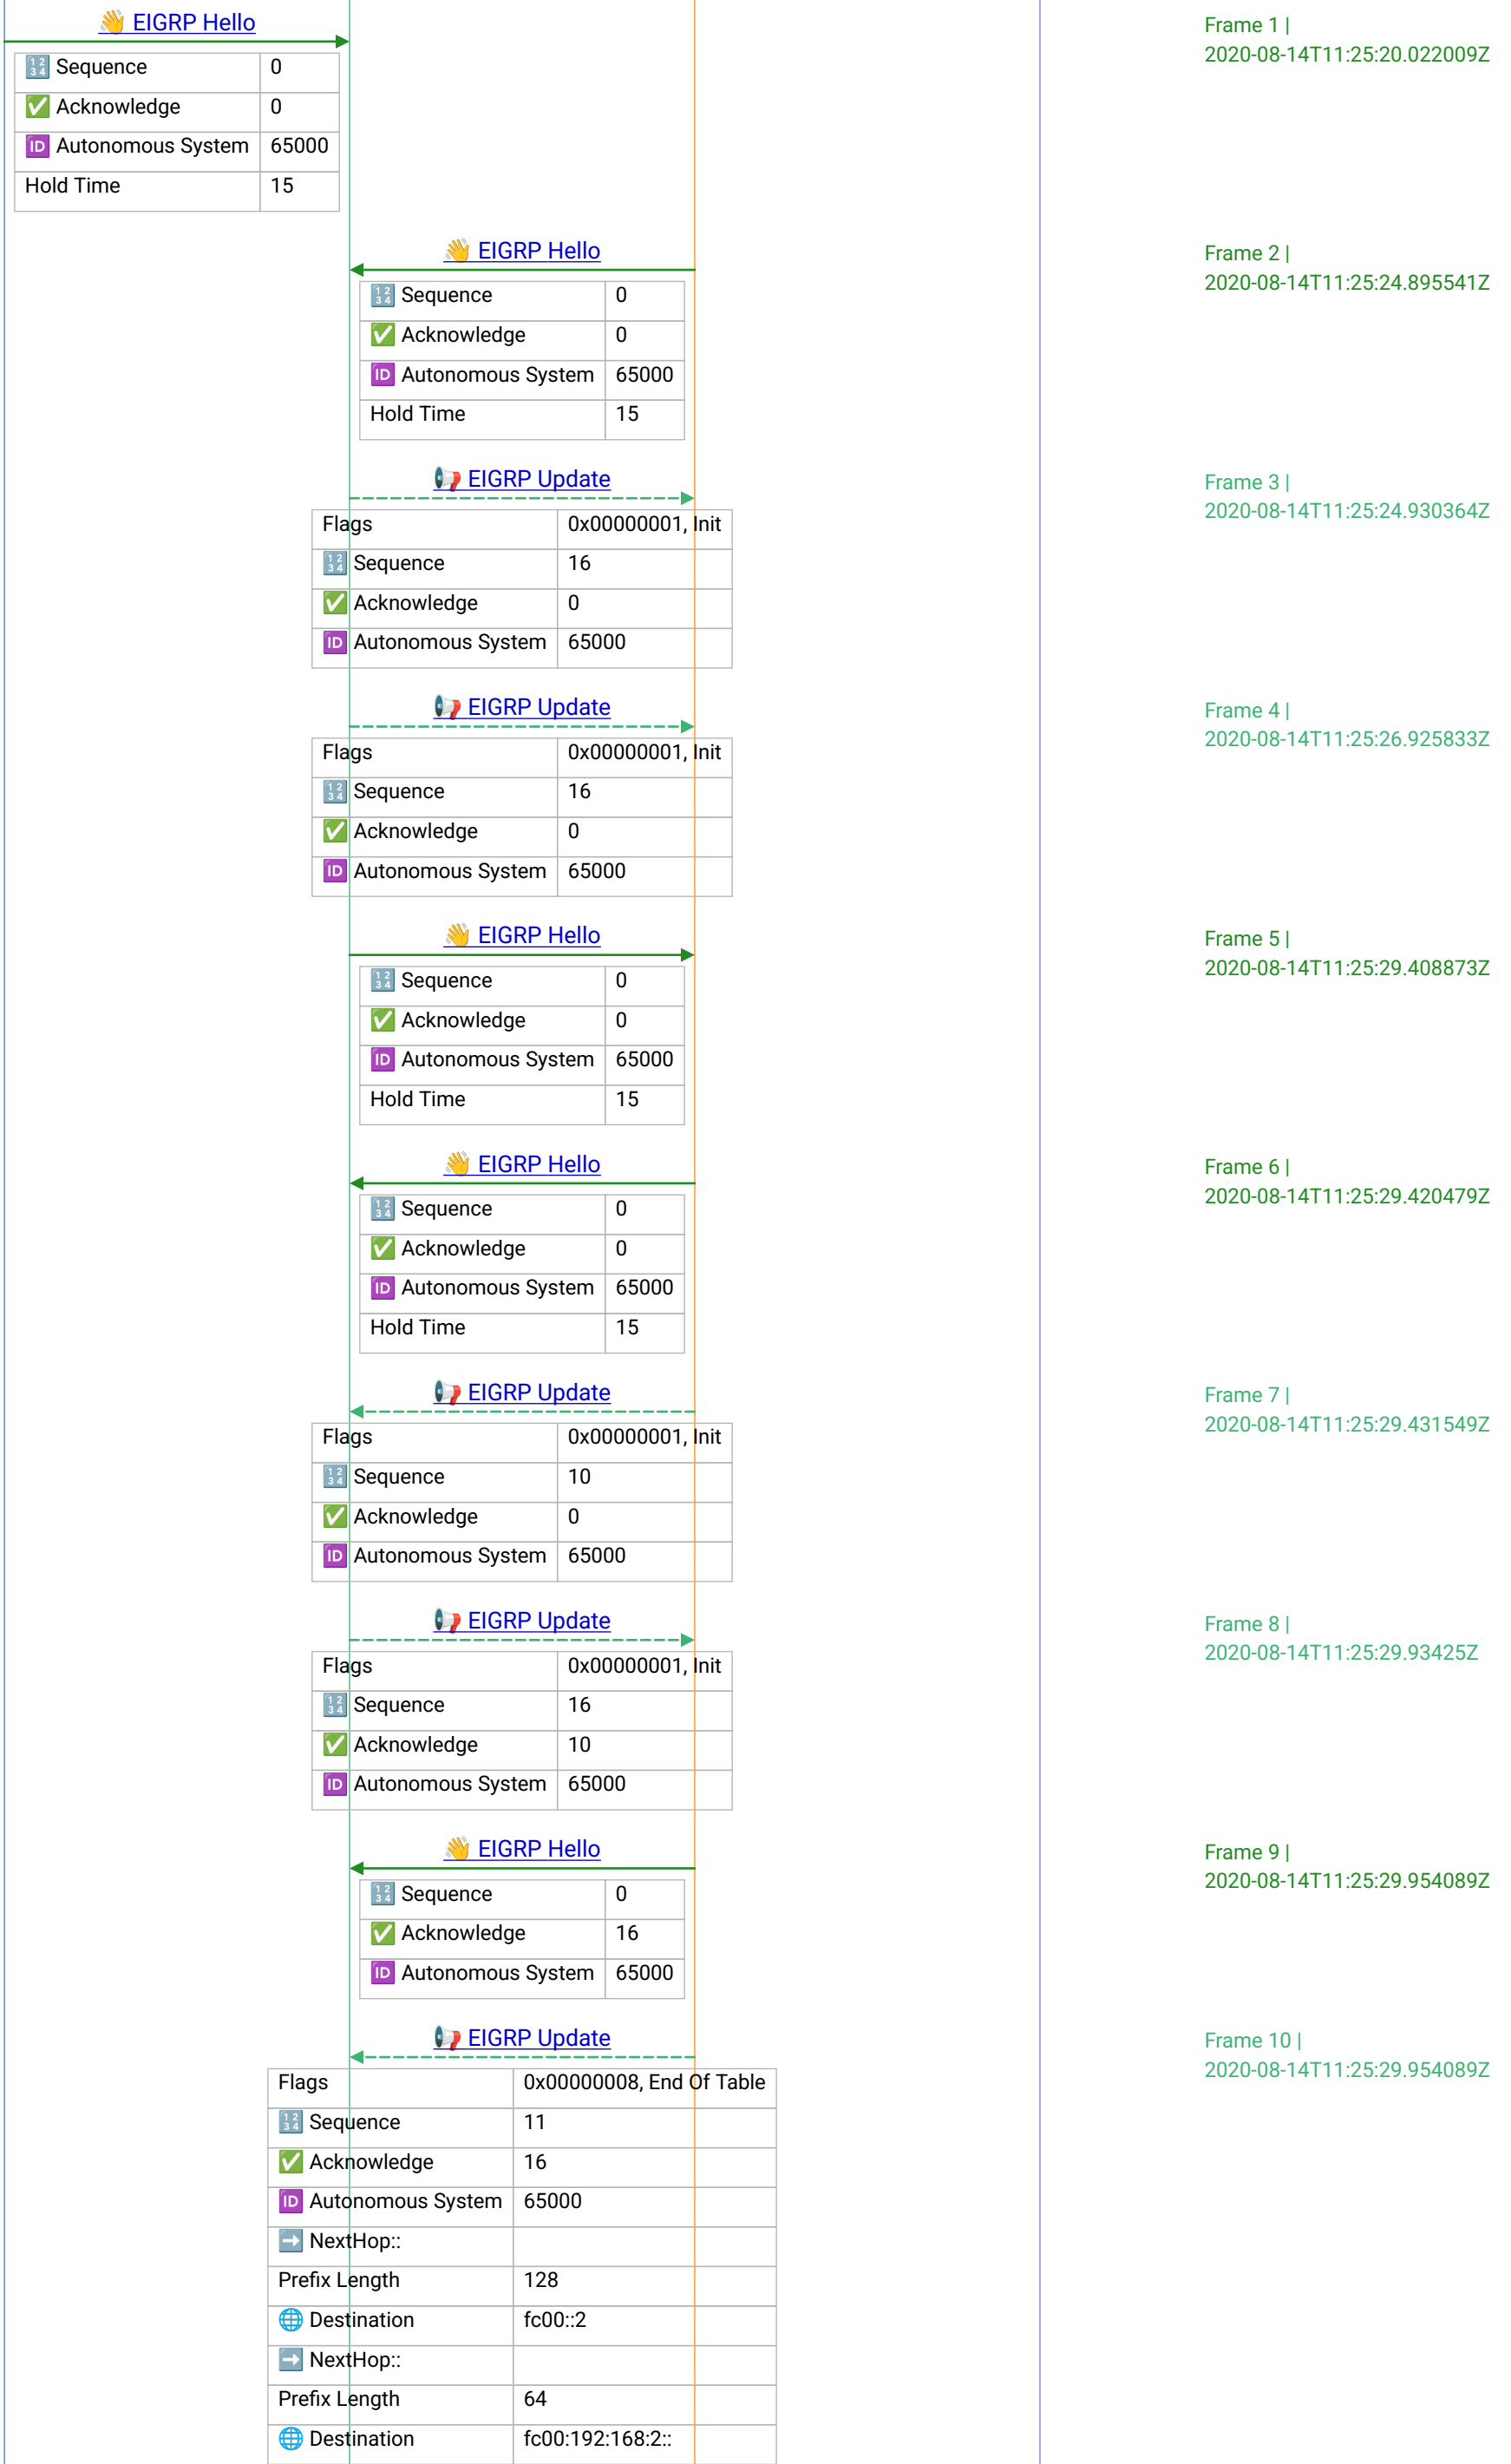 👋 EIGRP Hello
Frame 1 |
2020-08-14T11:25:20.022009Z
🔢 Sequence 0
✅ Acknowledge 0
🆔 Autonomous System 65000
Hold Time 15
👋 EIGRP Hello
Frame 2 |
2020-08-14T11:25:24.895541Z
🔢 Sequence 0
✅ Acknowledge 0
🆔 Autonomous System 65000
Hold Time 15
📢 EIGRP Update
Frame 3 |
2020-08-14T11:25:24.930364Z
Flags 0x00000001, Init
🔢 Sequence 16
✅ Acknowledge 0
🆔 Autonomous System 65000
📢 EIGRP Update
Frame 4 |
2020-08-14T11:25:26.925833Z
Flags 0x00000001, Init
🔢 Sequence 16
✅ Acknowledge 0
🆔 Autonomous System 65000
👋 EIGRP Hello
Frame 5 |
2020-08-14T11:25:29.408873Z
🔢 Sequence 0
✅ Acknowledge 0
🆔 Autonomous System 65000
Hold Time 15
👋 EIGRP Hello
Frame 6 |
2020-08-14T11:25:29.420479Z
🔢 Sequence 0
✅ Acknowledge 0
🆔 Autonomous System 65000
Hold Time 15
📢 EIGRP Update
Frame 7 |
2020-08-14T11:25:29.431549Z
Flags 0x00000001, Init
🔢 Sequence 10
✅ Acknowledge 0
🆔 Autonomous System 65000
📢 EIGRP Update
Frame 8 |
2020-08-14T11:25:29.93425Z
Flags 0x00000001, Init
🔢 Sequence 16
✅ Acknowledge 10
🆔 Autonomous System 65000
👋 EIGRP Hello
Frame 9 |
2020-08-14T11:25:29.954089Z
🔢 Sequence 0
✅ Acknowledge 16
🆔 Autonomous System 65000
📢 EIGRP Update
Frame 10 |
2020-08-14T11:25:29.954089Z
Flags 0x00000008, End Of Table
🔢 Sequence 11
✅ Acknowledge 16
🆔 Autonomous System 65000
➡️ NextHop::
Prefix Length 128
🌐 Destination fc00::2
➡️ NextHop::
Prefix Length 64
🌐 Destination fc00:192:168:2::